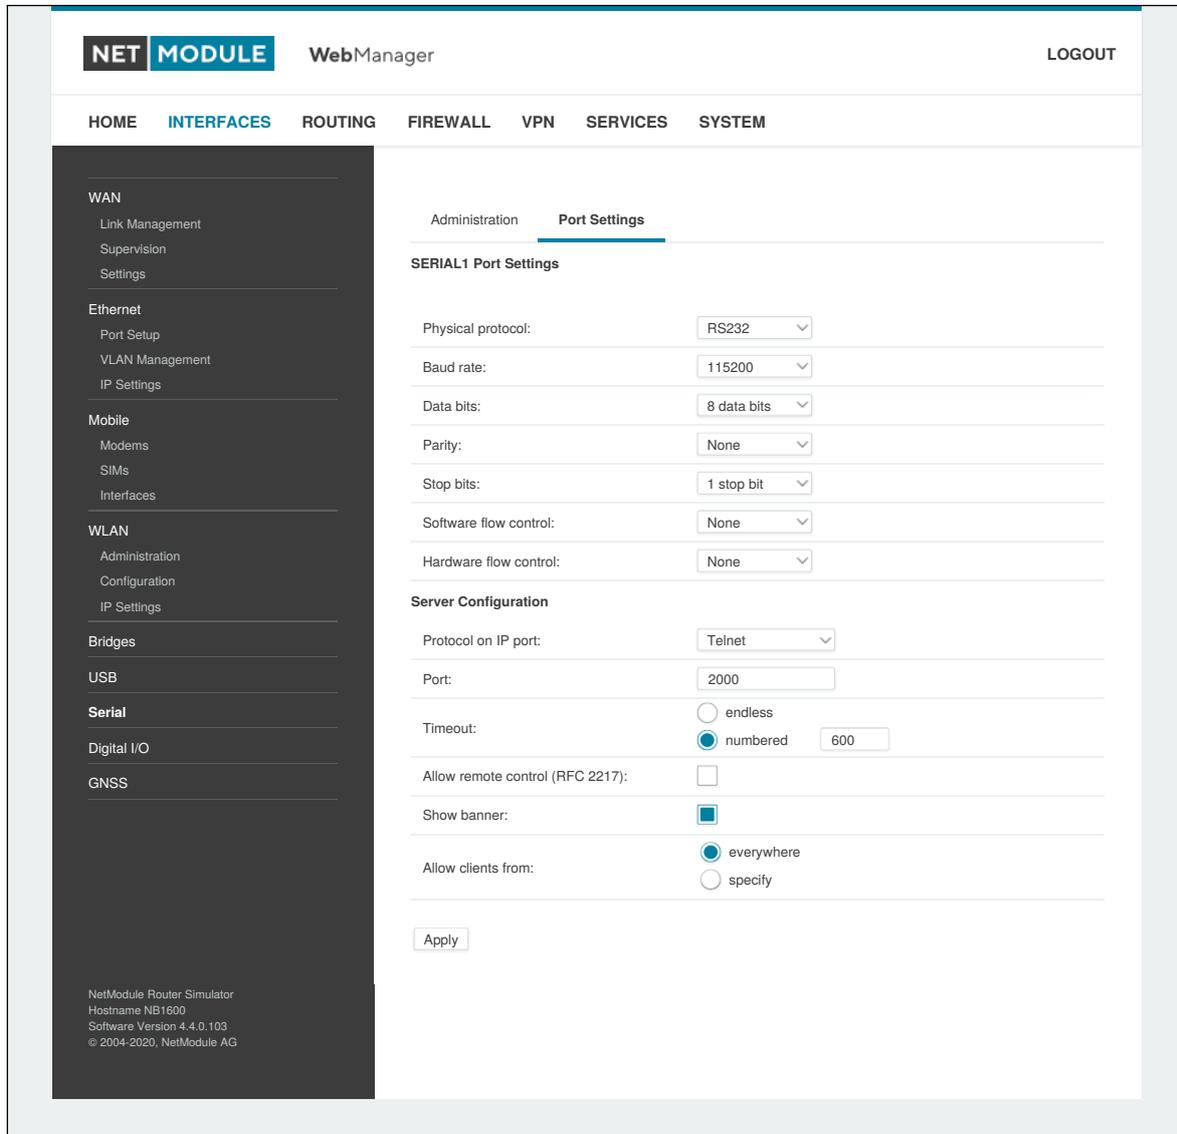 NET MODULE WebManager LOGOUT
HOME INTERFACES ROUTING FIREWALL VPN SERVICES SYSTEM
WAN
Link Management
Supervision
Settings
Ethernet
Port Setup
VLAN Management
IP Settings
Mobile
Modems
SIMs
Interfaces
WLAN
Administration
Configuration
IP Settings
Bridges
USB
Serial
Digital I/O
GNSS
NetModule Router Simulator
Hostname NB1600
Software Version 4.4.0.103
© 2004-2020, NetModule AG
Administration Port Settings
SERIAL1 Port Settings
Physical protocol: RS232
Baud rate: 115200
Data bits: 8 data bits
Parity: None
Stop bits: 1 stop bit
Software flow control: None
Hardware flow control: None
Server Configuration
Protocol on IP port: Telnet
Port: 2000
Timeout: endless
numbered 600
Allow remote control (RFC 2217):
Show banner:
Allow clients from: everywhere
specify
Apply